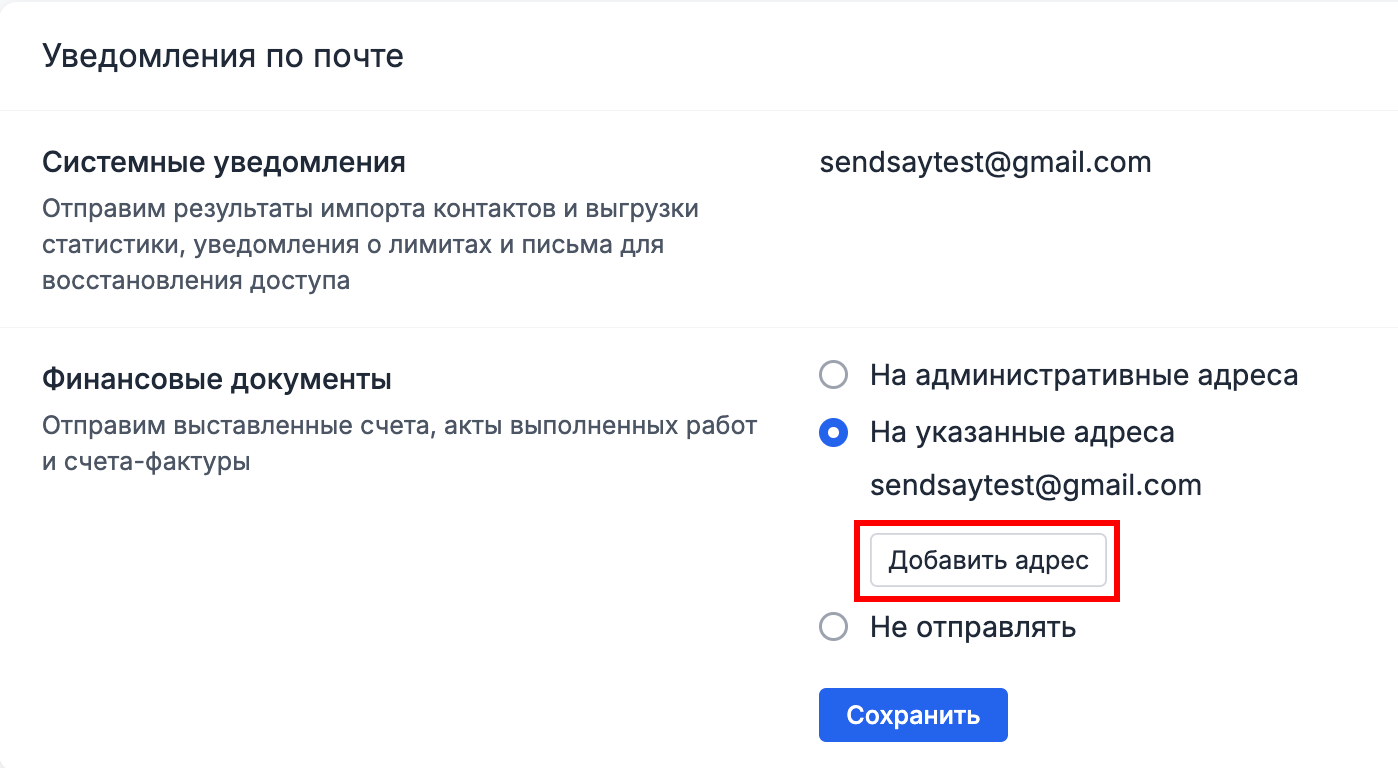 Уведомления по почте
Системные уведомления
sendsaytest@gmail.com
Отправим результаты импорта контактов и выгрузки
статистики, уведомления о лимитах и письма для
восстановления доступа
Финансовые документы
Отправим выставленные счета, акты выполненных работ
и счета-фактуры
На административные адреса
На указанные адреса
sendsaytest@gmail.com
Добавить адрес
Не отправлять
Сохранить